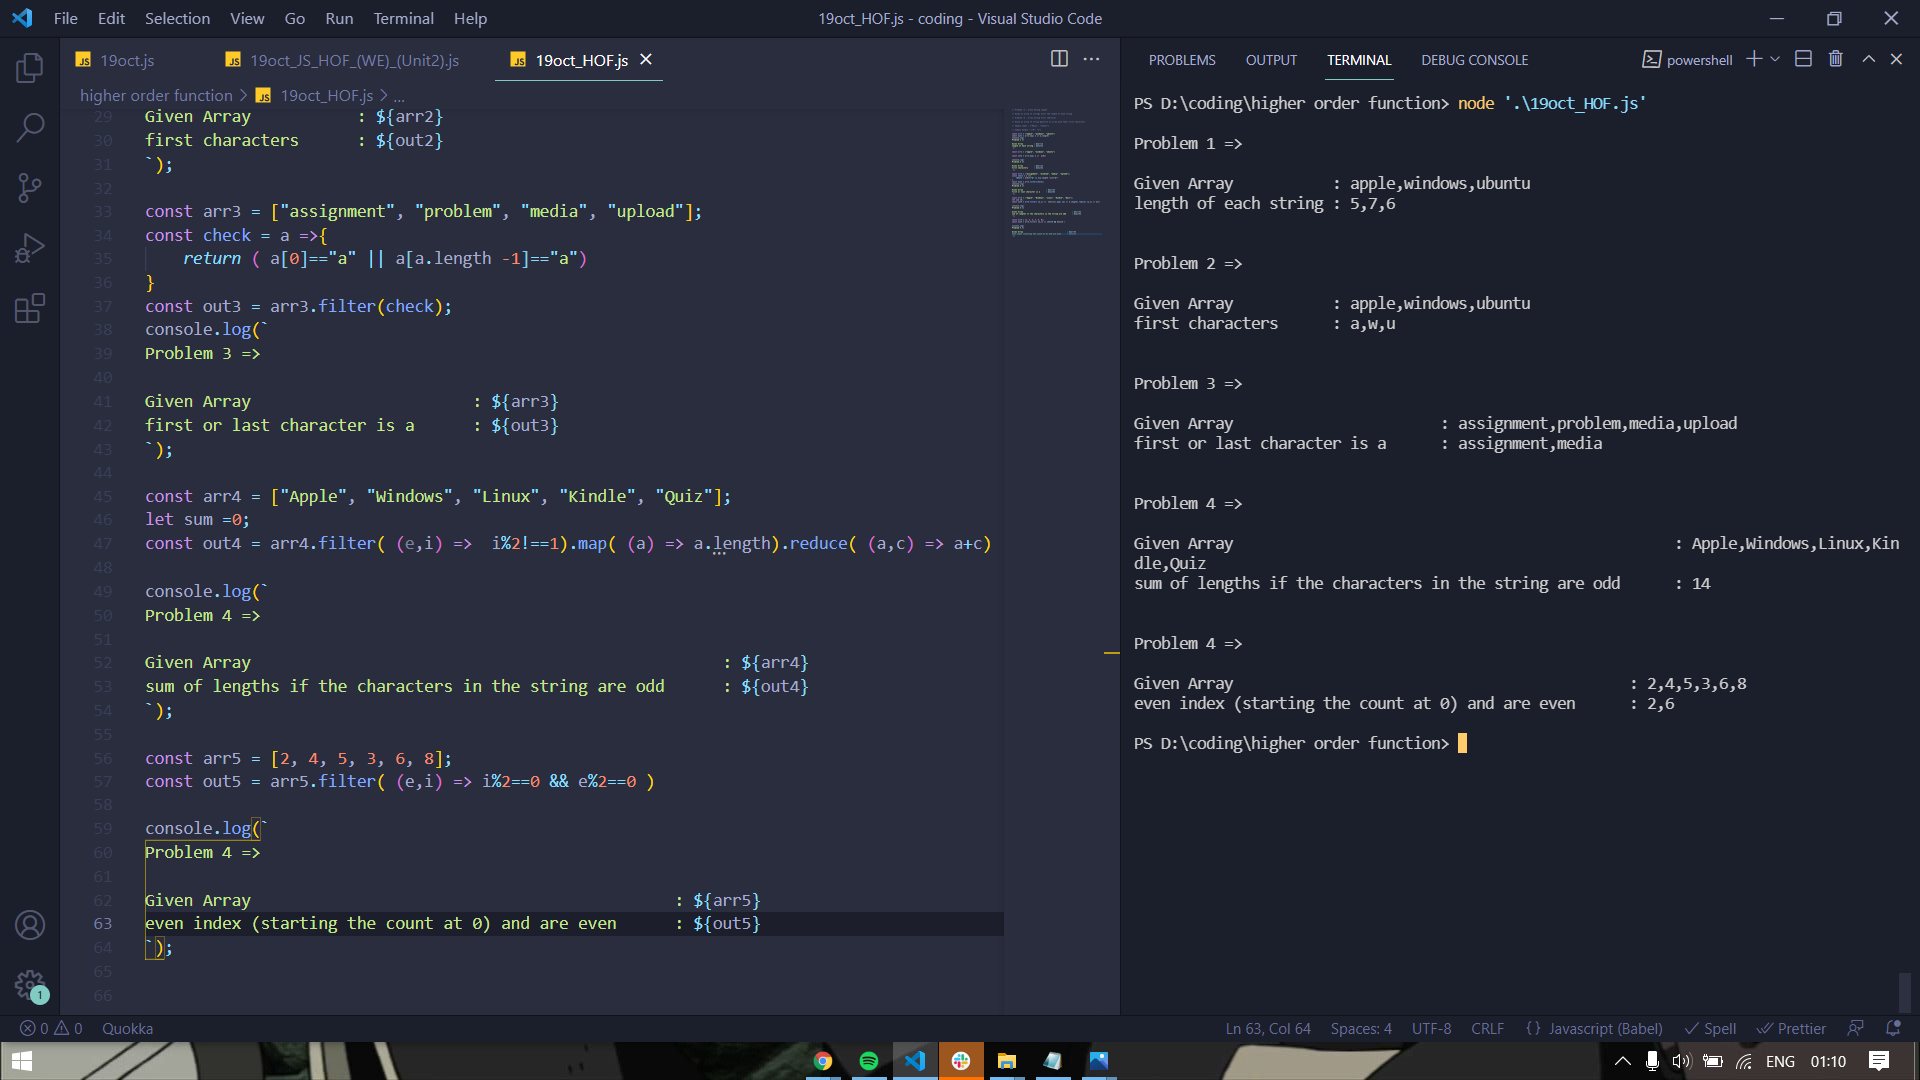 File Edit Selection View Go Run Terminal Help
19oct_HOF.js - coding - Visual Studio Code
JS 19oct.js
JS 19oct_JS_HOF_(WE)_(Unit2).js
JS 19oct_HOF.js
higher order function > JS 19oct_HOF.js > ...
29 Given Array           : ${arr2}
30 first characters      : ${out2}
31 `);
32
33 const arr3 = ["assignment", "problem", "media", "upload"];
34 const check = a =>{
35     return ( a[0]=="a" || a[a.length -1]=="a")
36 }
37 const out3 = arr3.filter(check);
38 console.log(`
39 Problem 3 =>
40
41 Given Array                       : ${arr3}
42 first or last character is a      : ${out3}
43 `);
44
45 const arr4 = ["Apple", "Windows", "Linux", "Kindle", "Quiz"];
46 let sum =0;
47 const out4 = arr4.filter( (e,i) =>  i%2!==1).map( (a) => a.length).reduce( (a,c) => a+c)
48
49 console.log(`
50 Problem 4 =>
51
52 Given Array                                                 : ${arr4}
53 sum of lengths if the characters in the string are odd      : ${out4}
54 `);
55
56 const arr5 = [2, 4, 5, 3, 6, 8];
57 const out5 = arr5.filter( (e,i) => i%2==0 && e%2==0 )
58
59 console.log(`
60 Problem 4 =>
61
62 Given Array                                            : ${arr5}
63 even index (starting the count at 0) and are even      : ${out5}
64 `);
65
66
PROBLEMS OUTPUT TERMINAL DEBUG CONSOLE
powershell
PS D:\coding\higher order function> node '.\19oct_HOF.js'
Problem 1 =>
Given Array           : apple,windows,ubuntu
length of each string : 5,7,6
Problem 2 =>
Given Array           : apple,windows,ubuntu
first characters      : a,w,u
Problem 3 =>
Given Array                       : assignment,problem,media,upload
first or last character is a      : assignment,media
Problem 4 =>
Given Array                                                 : Apple,Windows,Linux,Kin
dle,Quiz
sum of lengths if the characters in the string are odd      : 14
Problem 4 =>
Given Array                                            : 2,4,5,3,6,8
even index (starting the count at 0) and are even      : 2,6
PS D:\coding\higher order function>
1
0 0 Quokka
Ln 63, Col 64 Spaces: 4 UTF-8 CRLF {} Javascript (Babel) Spell Prettier
ENG 01:10